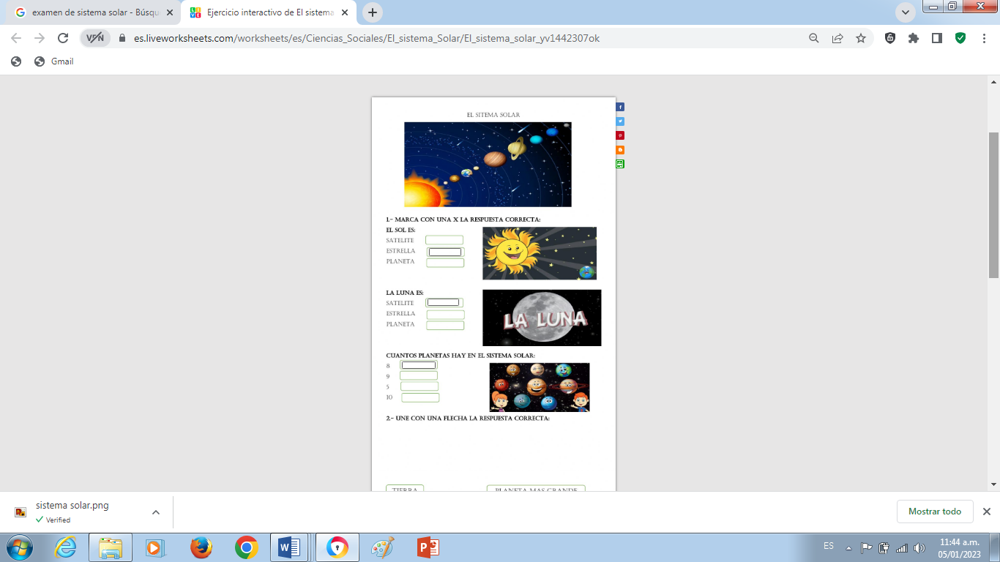 examen de sistema solar - Búsqu
Ejercicio interactivo de El sistema
VPN
es.liveworksheets.com/worksheets/es/Ciencias_Sociales/El_sistema_Solar/El_sistema_solar_yv1442307ok
Gmail
EL SITEMA SOLAR
1.- MARCA CON UNA X LA RESPUESTA CORRECTA:
EL SOL ES:
SATELITE
ESTRELLA
PLANETA
LA LUNA ES:
SATELITE
ESTRELLA
PLANETA
LA LUNA
CUANTOS PLANETAS HAY EN EL SISTEMA SOLAR:
8
9
5
10
2.- UNE CON UNA FLECHA LA RESPUESTA CORRECTA:
TIERRA
PLANETA MAS GRANDE
sistema solar.png
Verified
Mostrar todo
ES
11:44 a.m.
05/01/2023